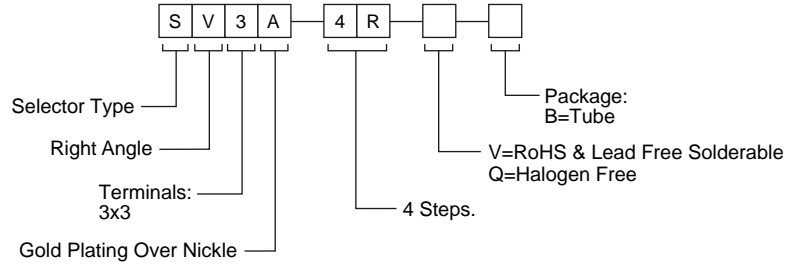 S V 3 A 4 R
Selector Type
Right Angle
Terminals:
3x3
Gold Plating Over Nickle
4 Steps.
V=RoHS & Lead Free Solderable
Q=Halogen Free
Package:
B=Tube